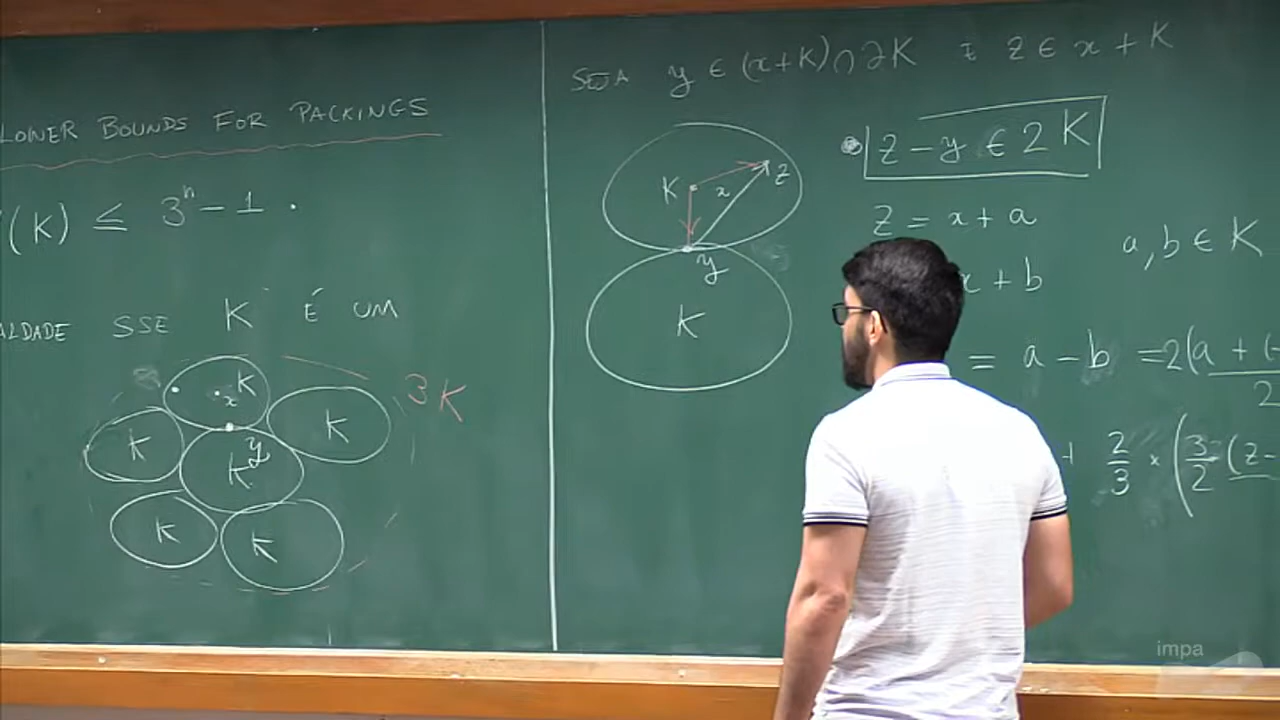 LOWER BOUNDS FOR PACKINGS
(K) ≤ 3ⁿ - 1 .
ALDADE SSE K É UM
K
x
K
K
y
K
K
K
3K
SEJA y ∈ (x+K)∩∂K E z ∈ x + K
z - y ∈ 2K
K
x
z
y
K
z = x + a
x + b
a, b ∈ K
= a - b = 2(a + (-
2
+ 2/3 × (3/2 (z -
impa